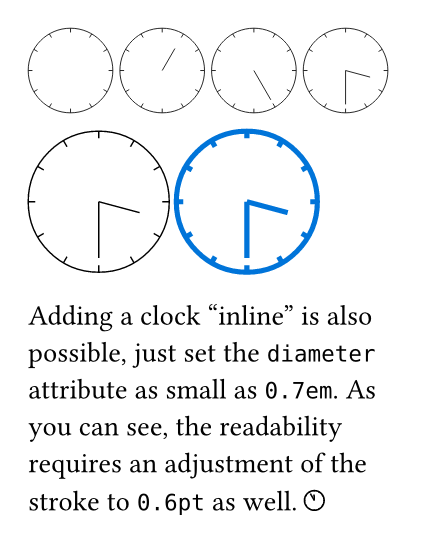 Adding a clock “inline” is also
possible, just set the diameter
attribute as small as 0.7em. As
you can see, the readability
requires an adjustment of the
stroke to 0.6pt as well.